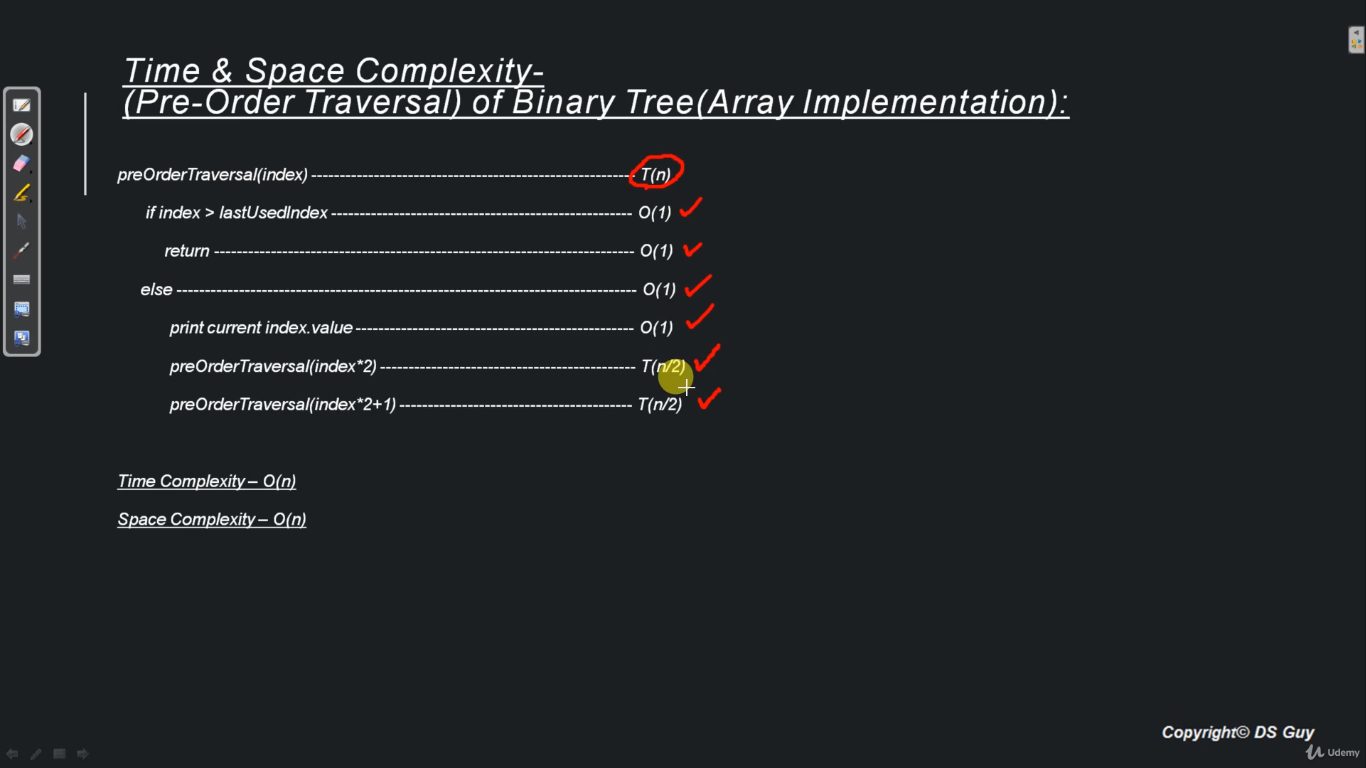 Time & Space Complexity-
(Pre-Order Traversal) of Binary Tree(Array Implementation):
preOrderTraversal(index) -------------------------------------------------------- T(n)
if index > lastUsedIndex ---------------------------------------------------- O(1)
return ------------------------------------------------------------------------- O(1)
else -------------------------------------------------------------------------------- O(1)
print current index.value ------------------------------------------------ O(1)
preOrderTraversal(index*2) -------------------------------------------- T(n/2)
preOrderTraversal(index*2+1) ---------------------------------------- T(n/2)
Time Complexity – O(n)
Space Complexity – O(n)
Copyright© DS Guy
Udemy